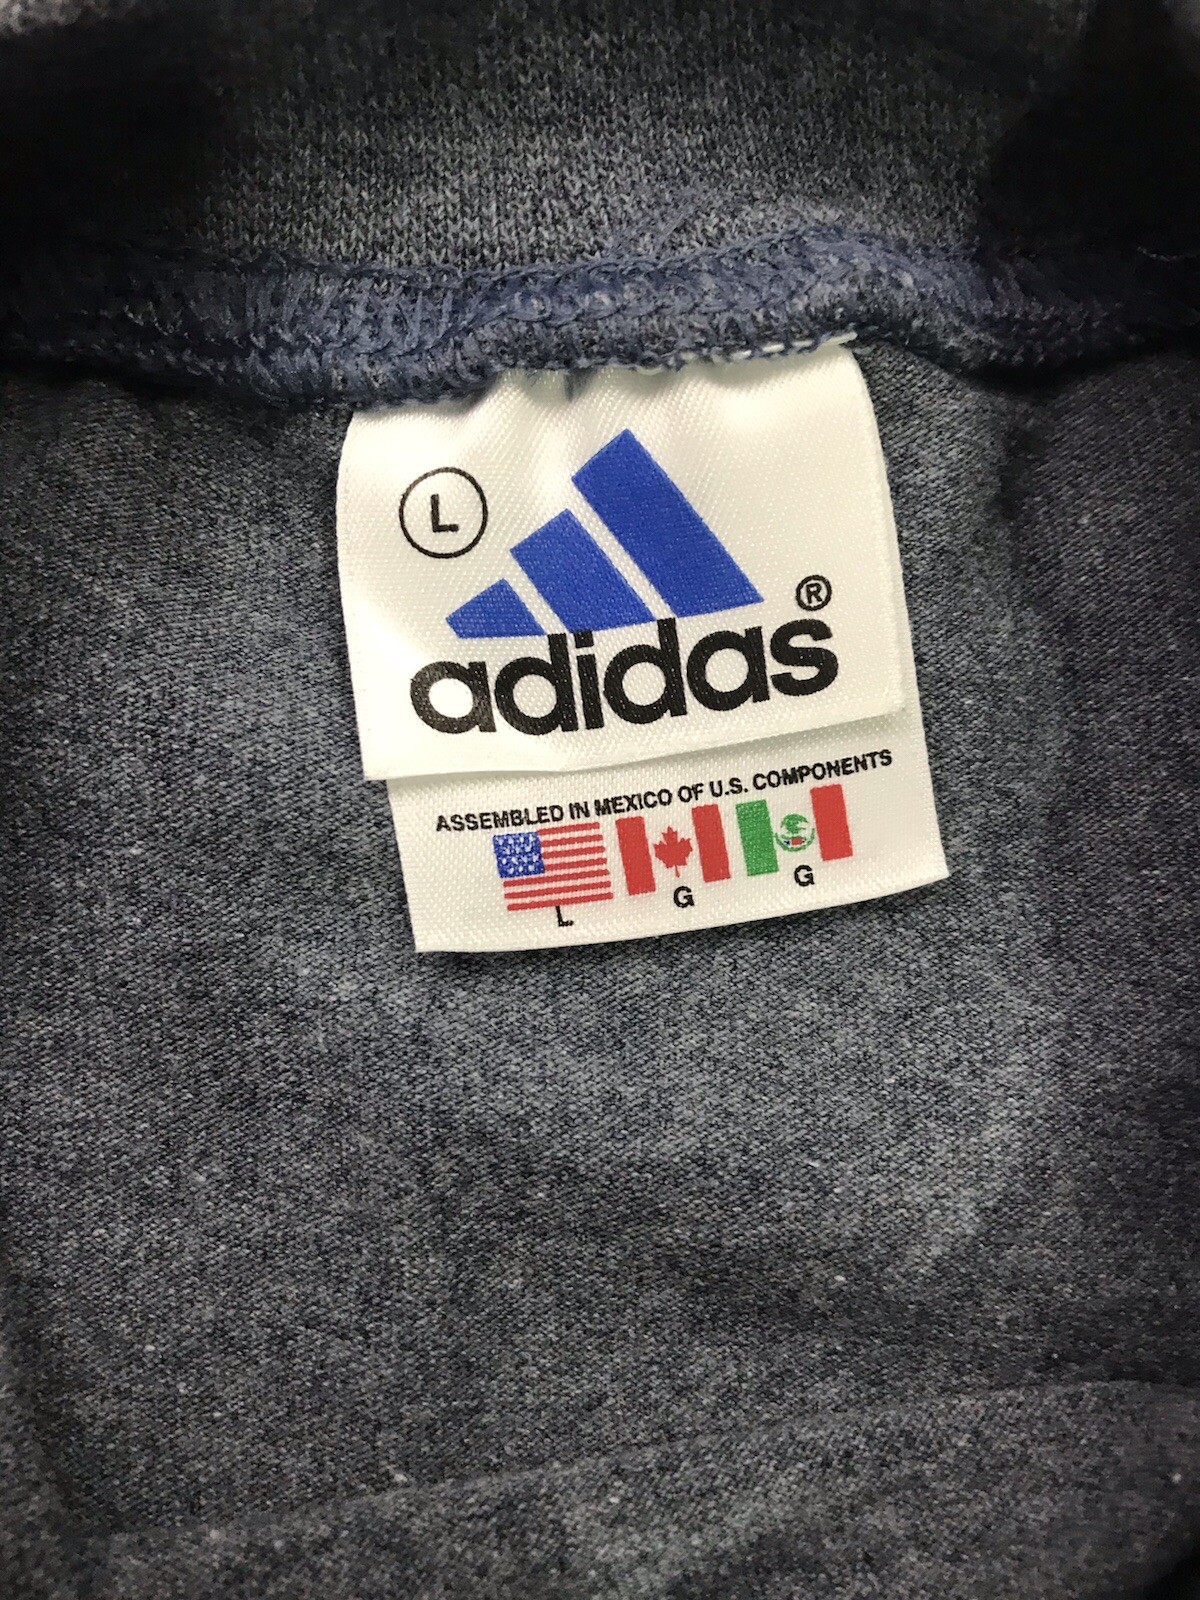 L
adidas®
ASSEMBLED IN MEXICO OF U.S. COMPONENTS
L G G